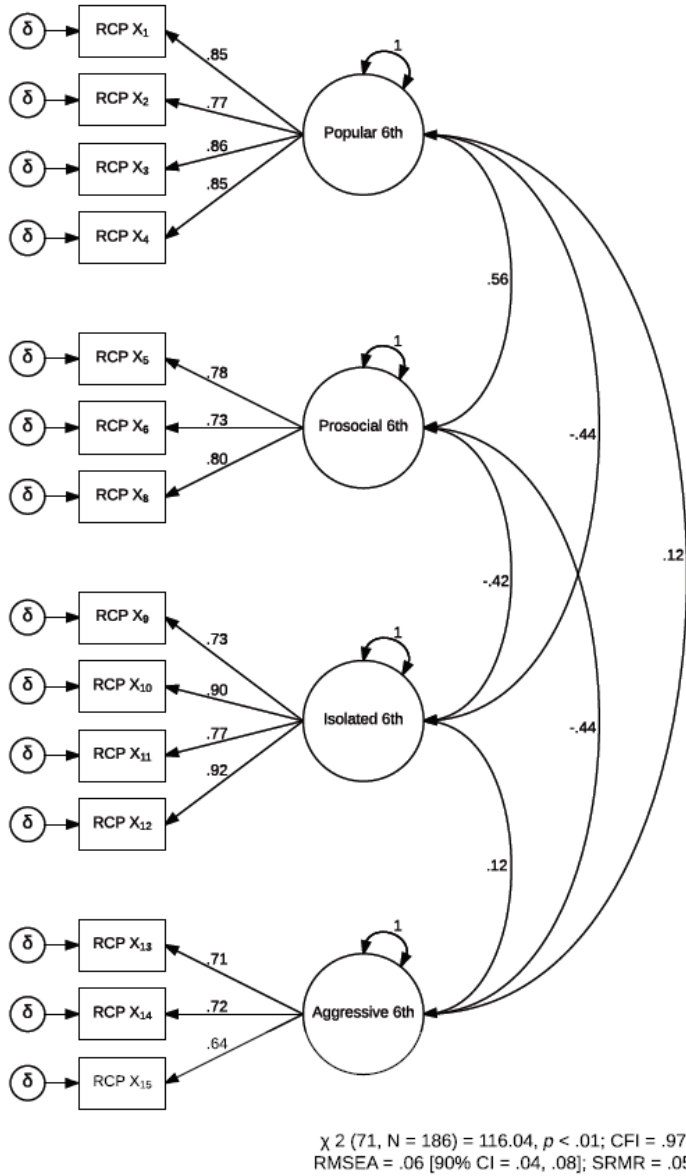 1
δ RCP X₁
.85
δ RCP X₂
.77
Popular 6th
.86
δ RCP X₃
.85
δ RCP X₄
.56
1
δ RCP X₅
.78
δ RCP X₆
.73
Prosocial 6th
-.44
.80
δ RCP X₈
.12
-.42
δ RCP X₉
1
.73
δ RCP X₁₀
.90
Isolated 6th
-.44
.77
δ RCP X₁₁
.92
δ RCP X₁₂
.12
1
δ RCP X₁₃
.71
δ RCP X₁₄
.72
Aggressive 6th
.64
δ RCP X₁₅
χ 2 (71, N = 186) = 116.04, p < .01; CFI = .97
RMSEA = .06 [90% CI = .04, .08]; SRMR = .05